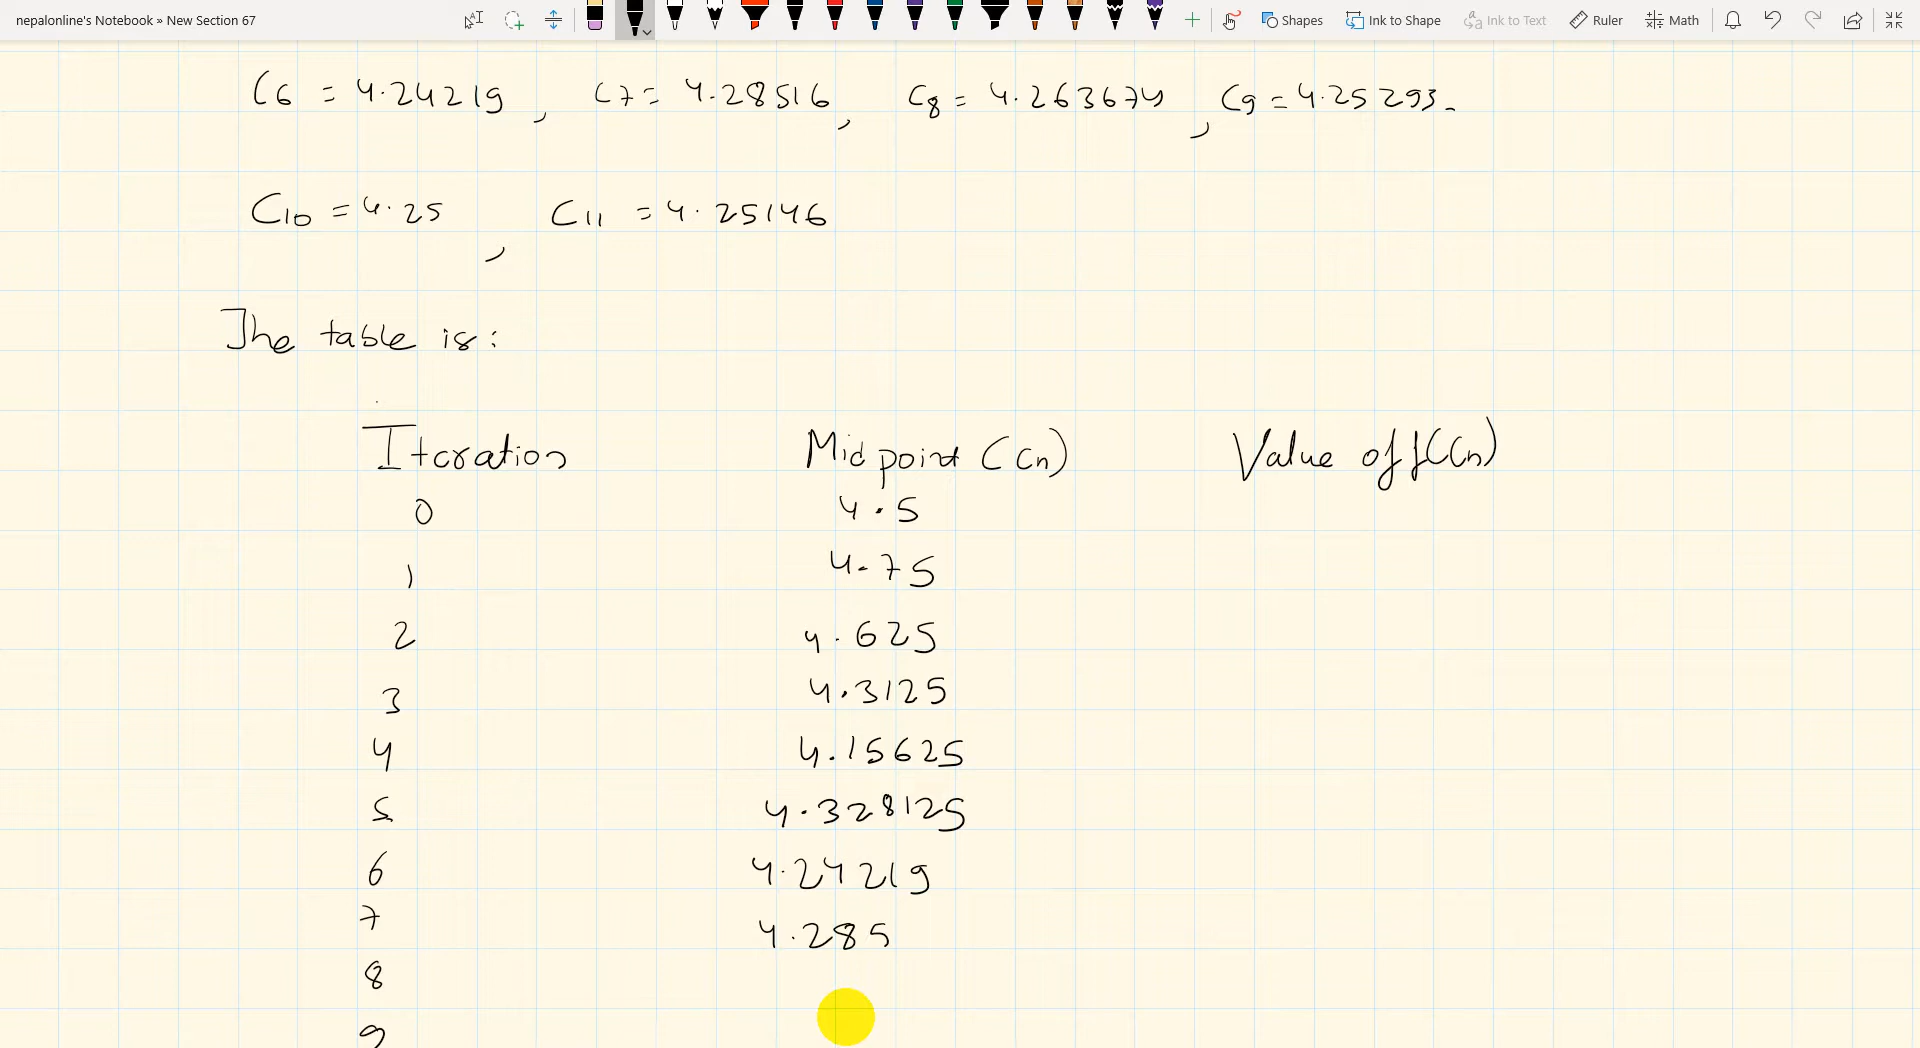 nepalonline's Notebook » New Section 67
Shapes Ink to Shape Ink to Text Ruler Math
C6 = 4.24219, C7 = 4.28516, C8 = 4.263674, C9 = 4.25293.
C10 = 4.25, C11 = 4.25146
The table is:
Iteration Midpoint (Cn) Value of f(Cn)
0 4.5
1 4.75
2 4.625
3 4.3125
4 4.15625
5 4.328125
6 4.24219
7 4.285
8
9